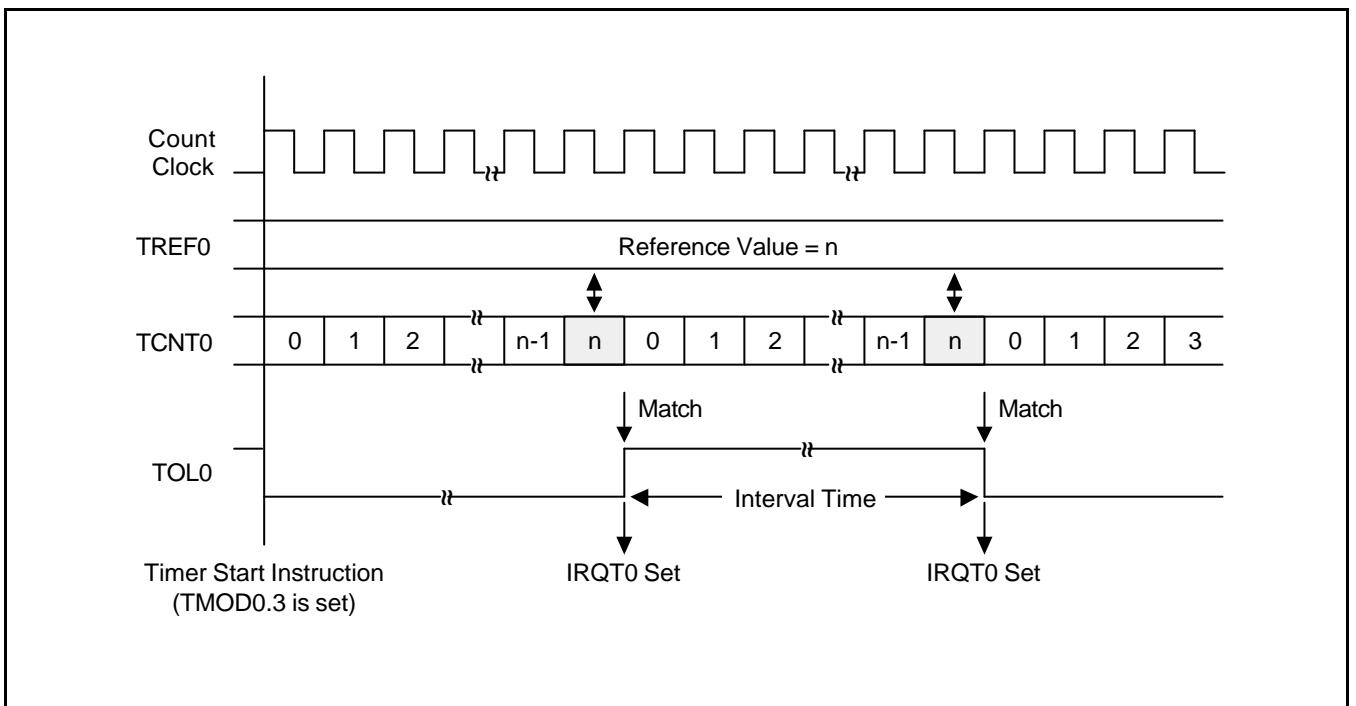 Count
Clock
TREF0
Reference Value = n
TCNT0
0 1 2 n-1 n 0 1 2 n-1 n 0 1 2 3
Match Match
TOL0
Interval Time
Timer Start Instruction
(TMOD0.3 is set)
IRQT0 Set IRQT0 Set